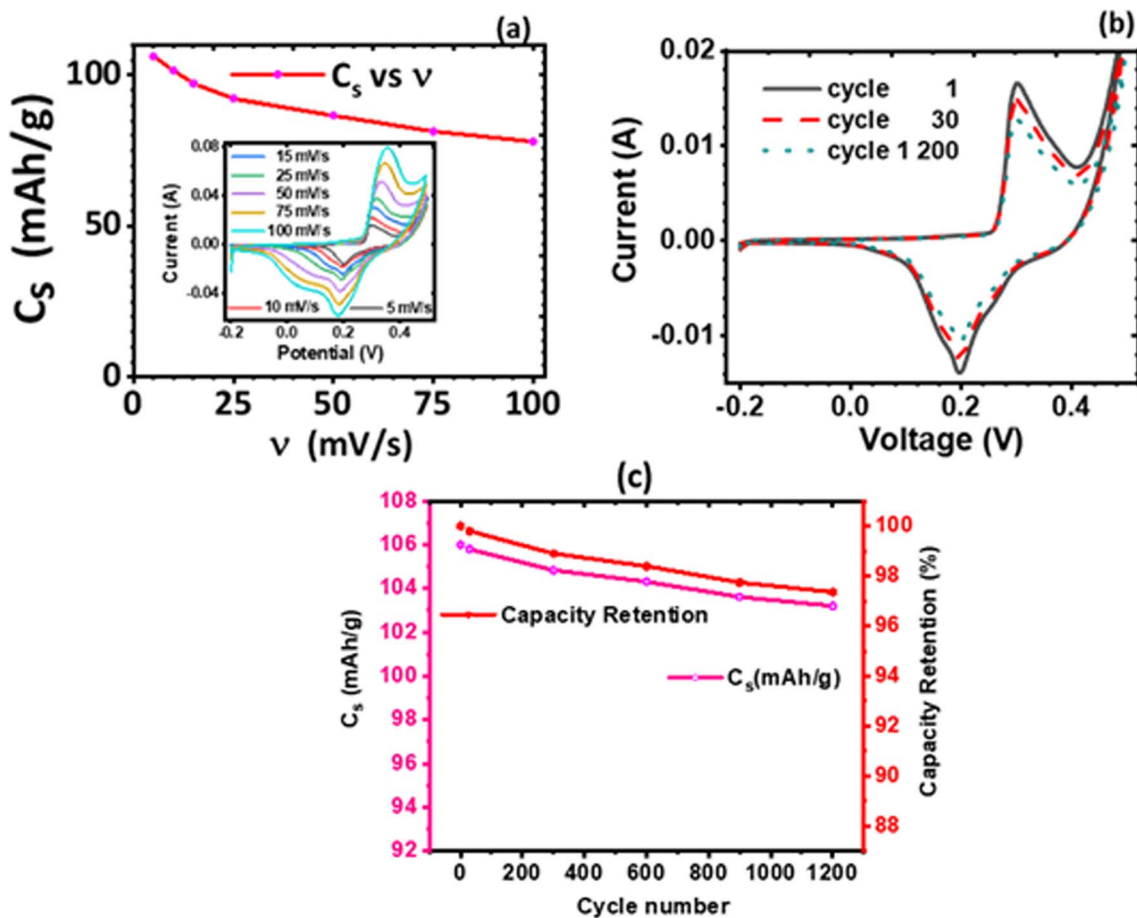 (a)
C_s vs ν
C_s (mAh/g)
100
50
0
0 25 50 75 100
ν (mV/s)
0.08
0.04
0.00
-0.04
Current (A)
15 mV/s
25 mV/s
50 mV/s
75 mV/s
100 mV/s
10 mV/s 5 mV/s
-0.2 0.0 0.2 0.4
Potential (V)
(b)
0.02
0.01
0.00
-0.01
Current (A)
cycle 1
cycle 30
cycle 1 200
-0.2 0.0 0.2 0.4
Voltage (V)
(c)
108
106
104
102
100
98
96
94
92
C_s (mAh/g)
Capacity Retention
C_s(mAh/g)
100
98
96
94
92
90
88
Capacity Retention (%)
0 200 400 600 800 1000 1200
Cycle number